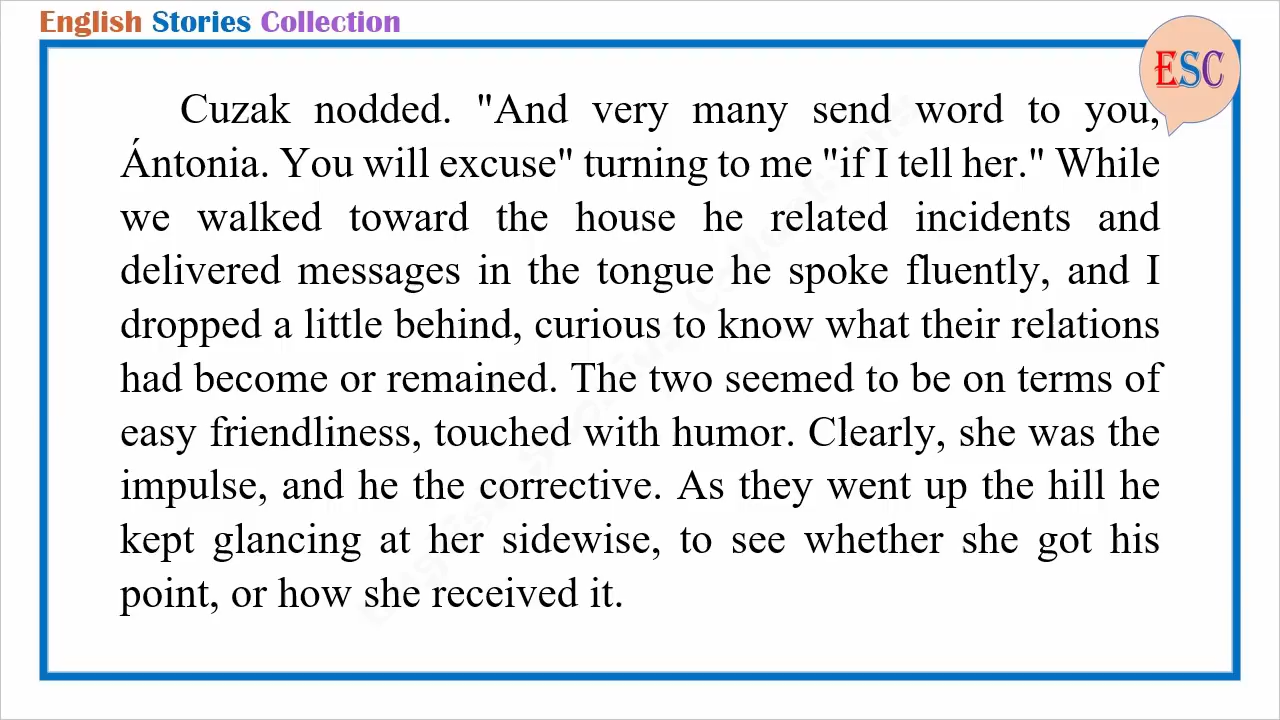 English Stories Collection
ESC
Cuzak nodded. "And very many send word to you,
Ántonia. You will excuse" turning to me "if I tell her." While
we walked toward the house he related incidents and
delivered messages in the tongue he spoke fluently, and I
dropped a little behind, curious to know what their relations
had become or remained. The two seemed to be on terms of
easy friendliness, touched with humor. Clearly, she was the
impulse, and he the corrective. As they went up the hill he
kept glancing at her sidewise, to see whether she got his
point, or how she received it.